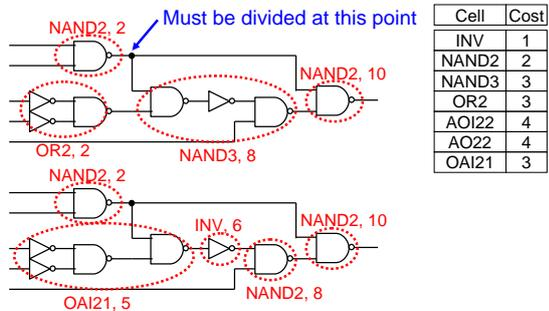 NAND2, 2
Must be divided at this point
NAND2, 10
OR2, 2
NAND3, 8
NAND2, 2
INV, 6
NAND2, 10
OAI21, 5
NAND2, 8
Cell Cost
INV 1
NAND2 2
NAND3 3
OR2 3
AOI22 4
AO22 4
OAI21 3